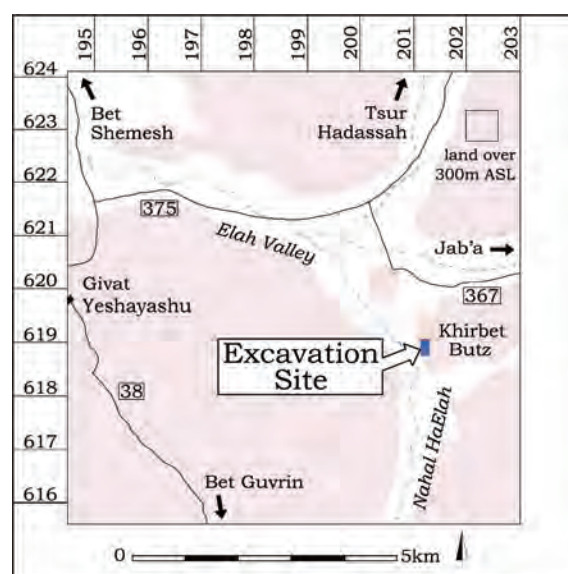 195 196 197 199 200 201 202 203
624
623
622
621
620
619
618
617
616
Bet
Shemesh
Tsur
Hadassah
land over
300m ASL
375
Elah Valley
Jab'a
367
Givat
Yeshayashu
Khirbet
Butz
Excavation
Site
38
Nahal HaElah
Bet Guvrin
0 5km